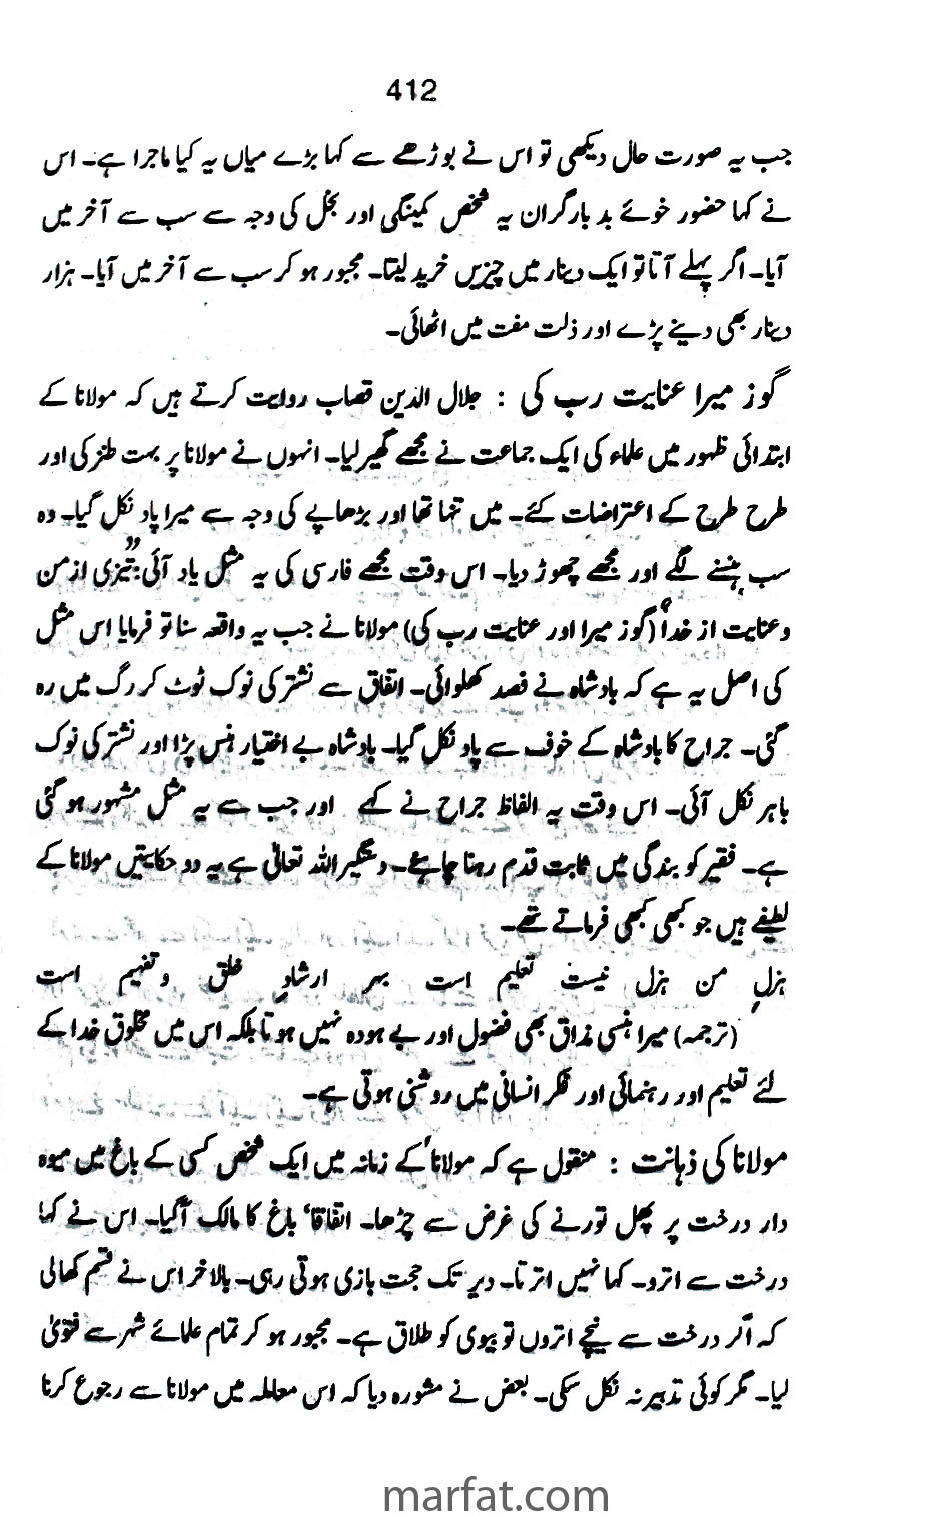 412
جب یہ صورت حال دیکھی تو اس نے بوڑھے سے کہا بڑے میاں یہ کیا ماجرا ہے۔ اس
نے کہا حضور خوئے بد بارگران یہ شخص کمینگی اور بخل کی وجہ سے سب سے آخر میں
آیا۔ اگر پہلے آتا تو ایک دینار میں چیزیں خرید لیتا۔ مجبور ہو کر سب سے آخر میں آیا۔ ہزار
دینار بھی دینے پڑے اور ذلت مفت میں اٹھائی۔
گوز میرا عنایت رب کی : جلال الدین قصاب روایت کرتے ہیں کہ مولانا کے
ابتدائی ظہور میں علماء کی ایک جماعت نے مجھے گھیر لیا۔ انہوں نے مولانا پر بہت طنز کی اور
طرح طرح کے اعتراضات کئے۔ میں تنہا تھا اور بڑھاپے کی وجہ سے میرا پاد نکل گیا۔ وہ
سب ہنسنے لگے اور مجھے چھوڑ دیا۔ اس وقت مجھے فارسی کی یہ مثل یاد آئی: "تیزی از من
و عنایت از خدا" (گوز میرا اور عنایت رب کی) مولانا نے جب یہ واقعہ سنا تو فرمایا اس مثل
کی اصل یہ ہے کہ بادشاہ نے فصد کھلوائی۔ اتفاق سے نشتر کی نوک ٹوٹ کر رگ میں رہ
گئی۔ جراح کا بادشاہ کے خوف سے پاد نکل گیا۔ بادشاہ بے اختیار ہنس پڑا اور نشتر کی نوک
باہر نکل آئی۔ اس وقت یہ الفاظ جراح نے کہے اور جب سے یہ مثل مشہور ہو گئی
ہے۔ فقیر کو بندگی میں ثابت قدم رہنا چاہئے۔ دستگیر اللہ تعالٰی ہے یہ دو حکایتیں مولانا کے
لطیفے ہیں جو کبھی کبھی فرماتے تھے۔
ہزلِ من ہزل نیست تعلیم است بہر ارشادِ خلق و تفہیم است
(ترجمہ) میرا ہنسی مذاق بھی فضول اور بے ہودہ نہیں ہوتا بلکہ اس میں مخلوق خدا کے
لئے تعلیم اور رہنمائی اور فکر انسانی میں روشنی ہوتی ہے۔
مولانا کی ذہانت : منقول ہے کہ مولانا کے زمانہ میں ایک شخص کسی کے باغ میں میوہ
دار درخت پر پھل توڑنے کی غرض سے چڑھا۔ اتفاقا' باغ کا مالک آگیا۔ اس نے کہا
درخت سے اترو۔ کہا نہیں اترتا۔ دیر تک حجت بازی ہوتی رہی۔ بالاخر اس نے قسم کھالی
کہ اگر درخت سے نیچے اتروں تو بیوی کو طلاق ہے۔ مجبور ہو کر تمام علمائے شہر سے فتویٰ
لیا۔ مگر کوئی تدبیر نہ نکل سکی۔ بعض نے مشورہ دیا کہ اس معاملہ میں مولانا سے رجوع کرنا
marfat.com